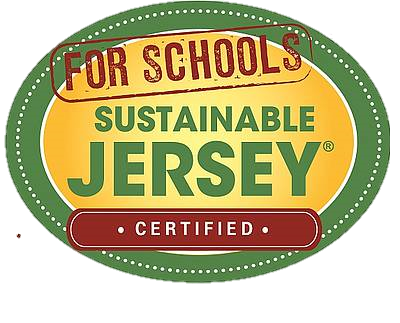 FOR SCHOOLS
SUSTAINABLE
JERSEY®
• CERTIFIED •